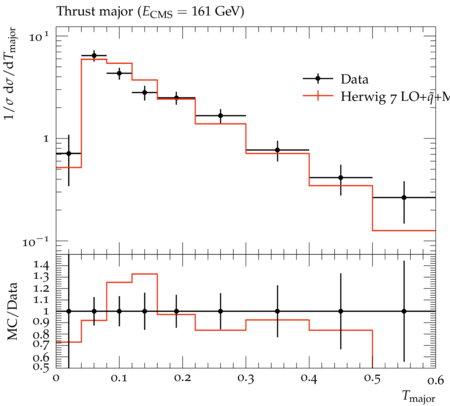 Thrust major (E_CMS = 161 GeV)
10^1
1
10^−1
1/σ dσ/dT_major
Data
Herwig 7 LO+q̃+M
1.4
1.3
1.2
1.1
1
0.9
0.8
0.7
0.6
0.5
MC/Data
0 0.1 0.2 0.3 0.4 0.5 0.6
T_major